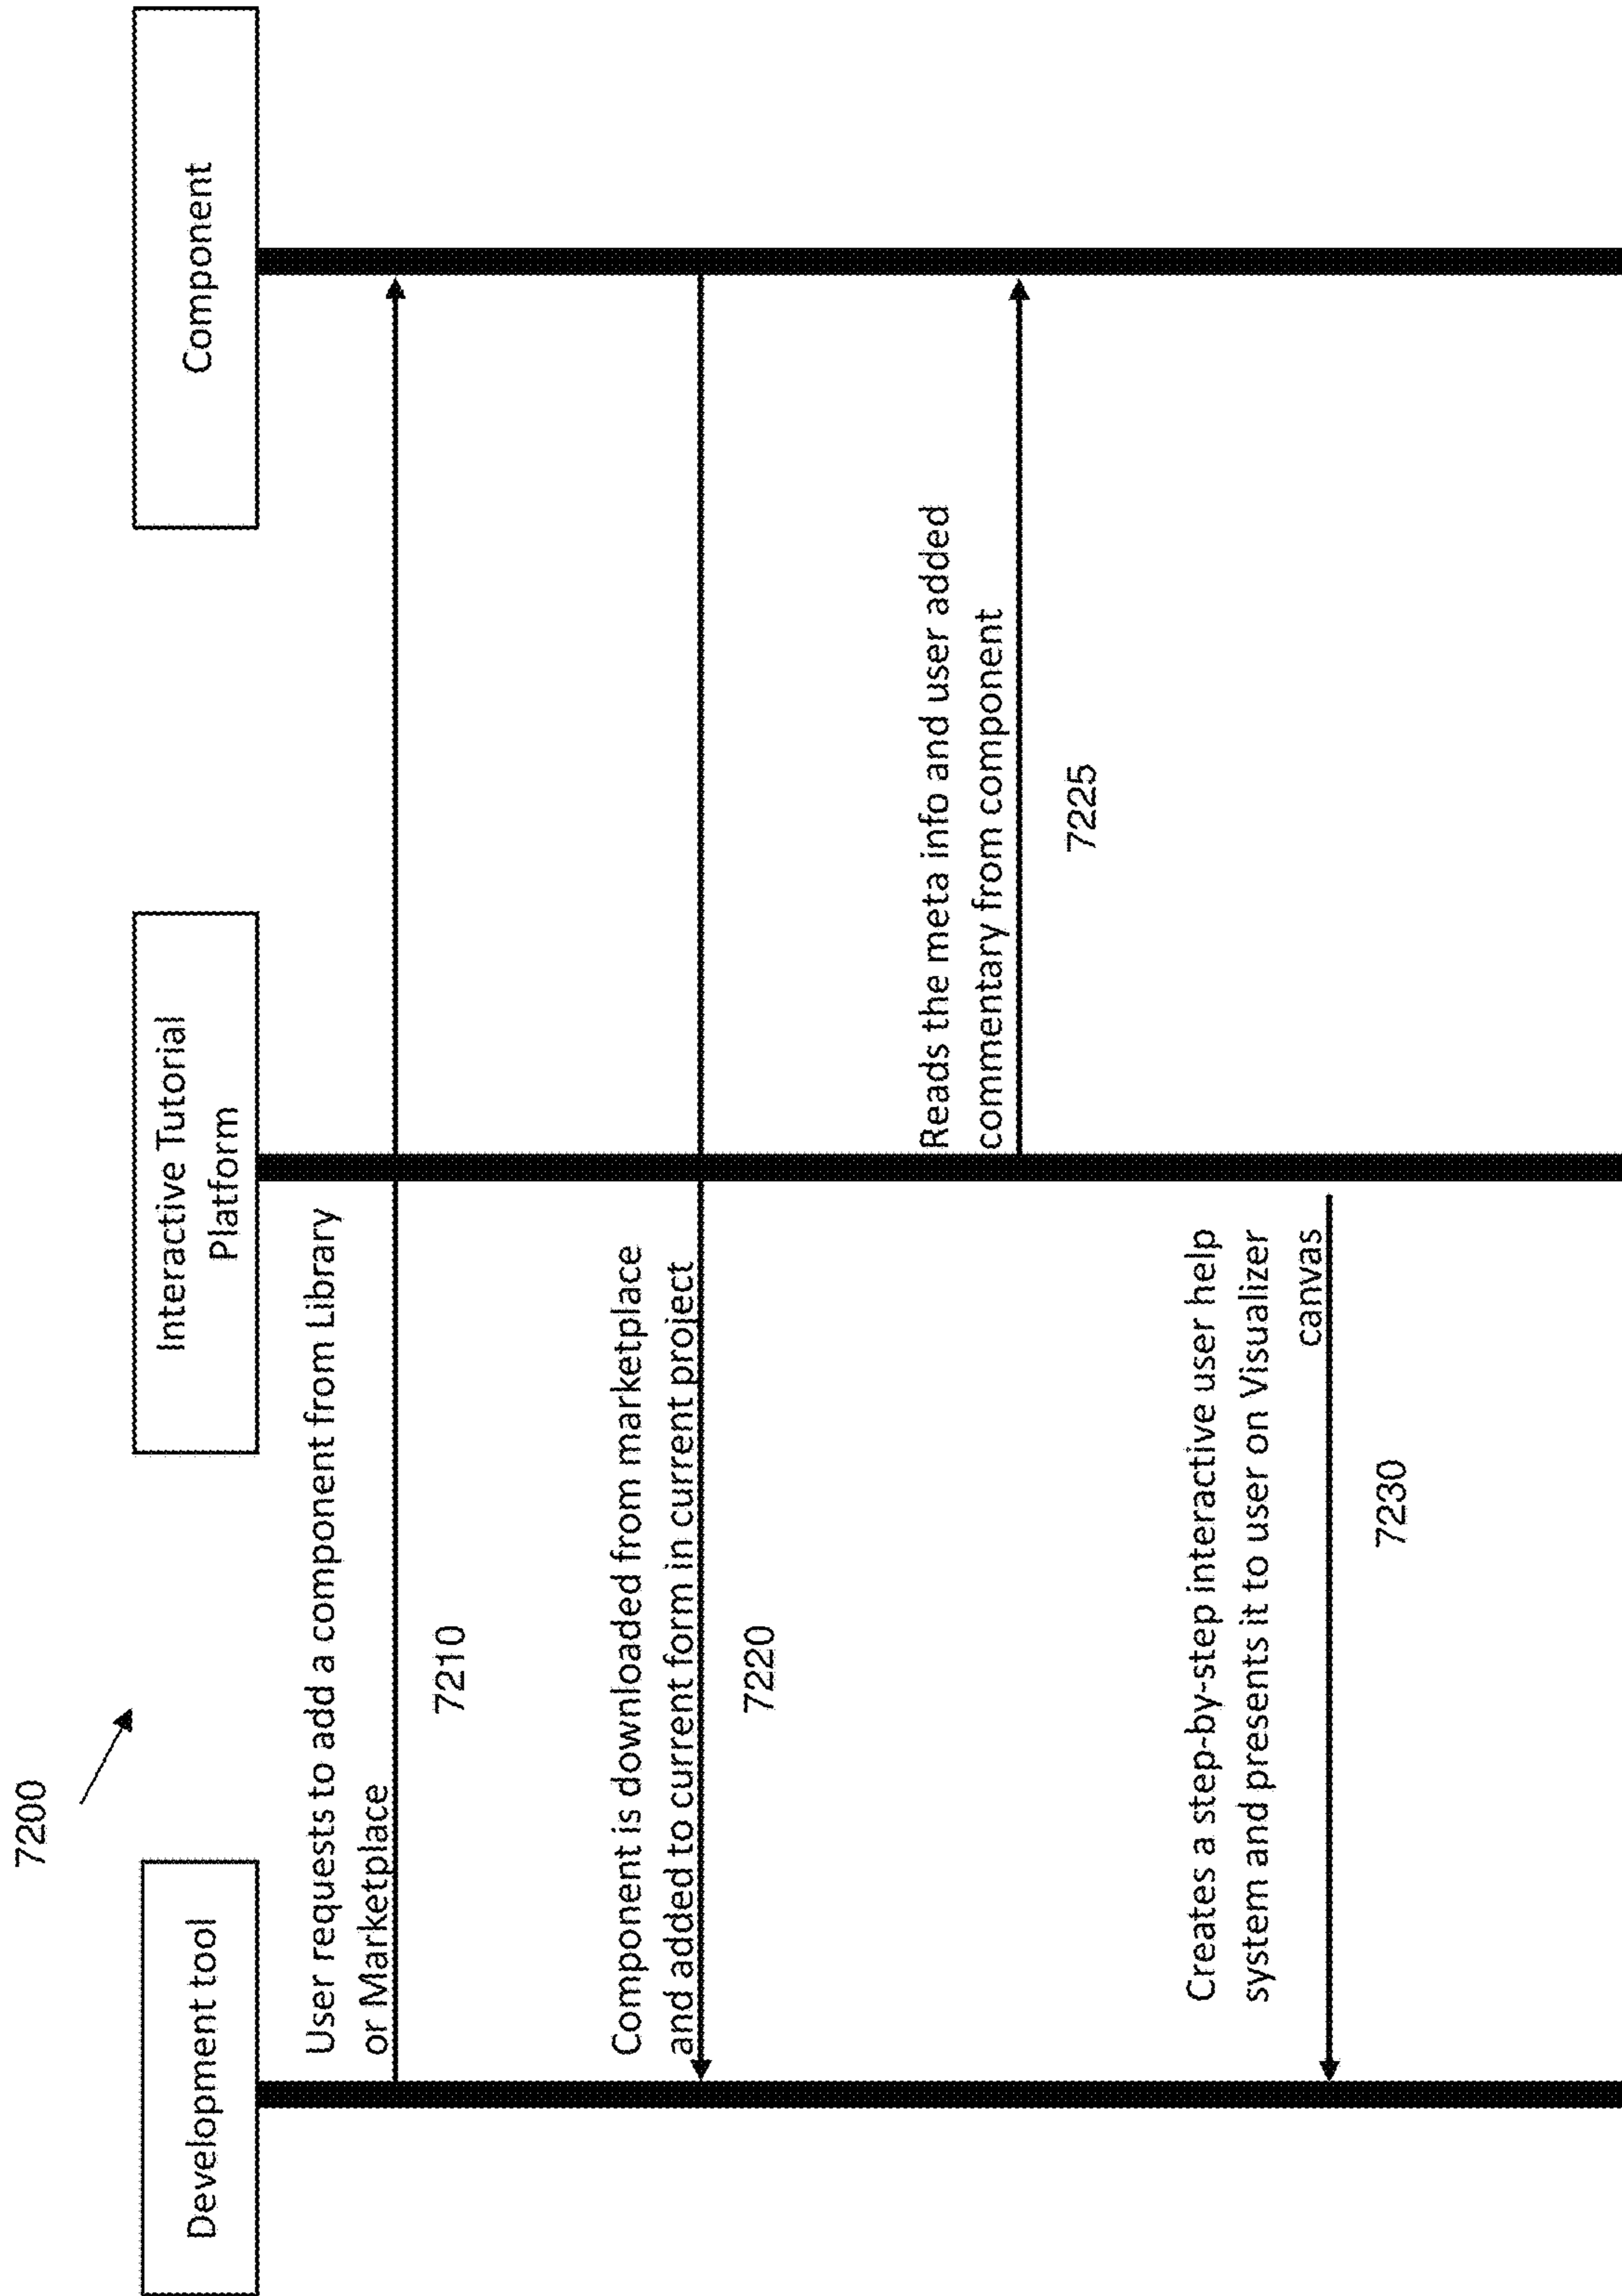 7200
Development tool
Interactive Tutorial
Platform
Component
User requests to add a component from Library
or Marketplace
7210
Component is downloaded from marketplace
and added to current form in current project
7220
Reads the meta info and user added
commentary from component
7225
Creates a step-by-step interactive user help
system and presents it to user on Visualizer
canvas
7230